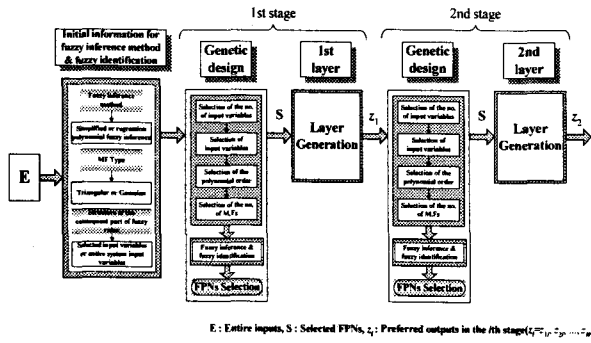 1st stage
2nd stage
Initial information for
fuzzy inference method
& fuzzy identification
Genetic
design
1st
layer
Genetic
design
2nd
layer
E
Fuzzy inference
method
Simplified or regression
polynomial fuzzy inference
MF Type
Triangular or Gaussian
consequent part of fuzzy
Selected input variables
or entire system input
variables
Selection of the no. of
input variables
Selection of
input variables
Selection of the
polynomial order
Selection of the
no. of MFs
Fuzzy inference &
fuzzy identification
FPNs Selection
S
Layer
Generation
z1
Selection of the no. of
input variables
Selection of
input variables
Selection of the
polynomial order
Selection of the
no. of MFs
Fuzzy inference &
fuzzy identification
FPNs Selection
S
Layer
Generation
z2
E : Entire inputs, S : Selected FPNs, zi : Preferred outputs in the ith stage